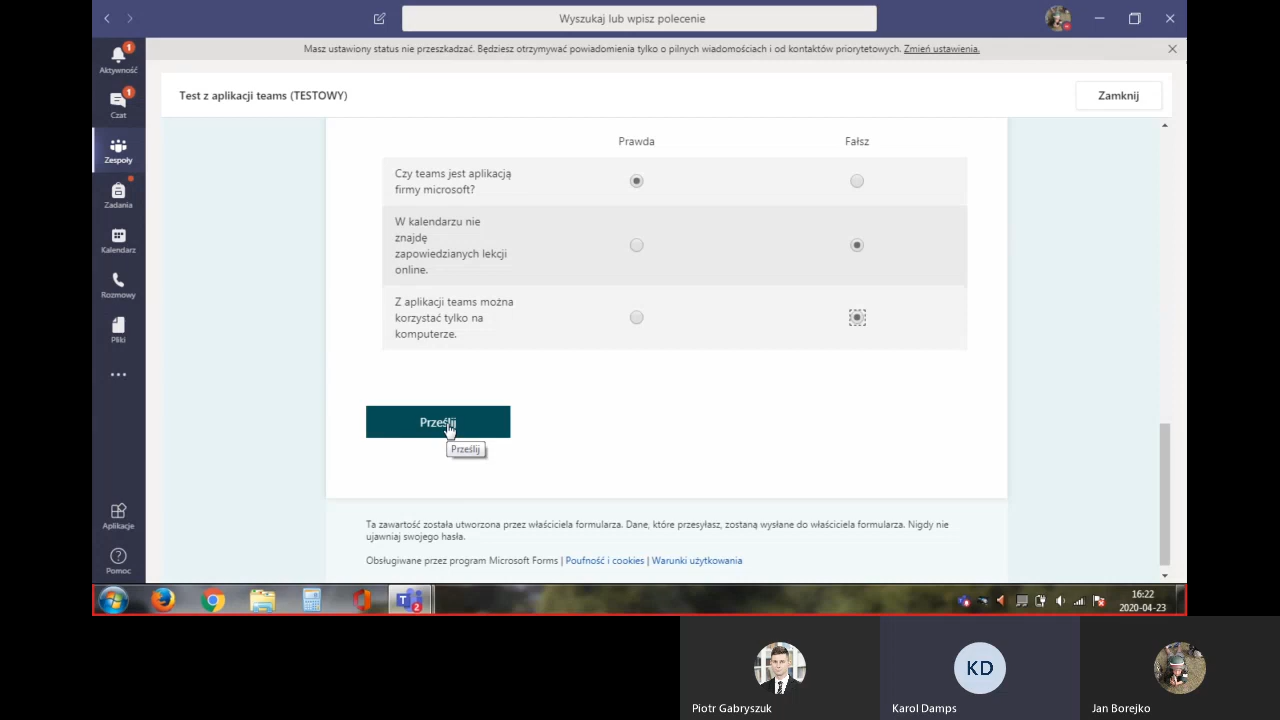 Wyszukaj lub wpisz polecenie
Masz ustawiony status nie przeszkadzać. Będziesz otrzymywać powiadomienia tylko o pilnych wiadomościach i od kontaktów priorytetowych. Zmień ustawienia.
1
Aktywność
1
Czat
Zespoły
Zadania
Kalendarz
Rozmowy
Pliki
Aplikacje
Pomoc
Test z aplikacji teams (TESTOWY)
Zamknij
Prawda
Fałsz
Czy teams jest aplikacją
firmy microsoft?
W kalendarzu nie
znajdę
zapowiedzianych lekcji
online.
Z aplikacji teams można
korzystać tylko na
komputerze.
Prześlij
Prześlij
Ta zawartość została utworzona przez właściciela formularza. Dane, które przesyłasz, zostaną wysłane do właściciela formularza. Nigdy nie
ujawniaj swojego hasła.
Obsługiwane przez program Microsoft Forms | Poufność i cookies | Warunki użytkowania
T
2
16:22
2020-04-23
KD
Piotr Gabryszuk
Karol Damps
Jan Borejko